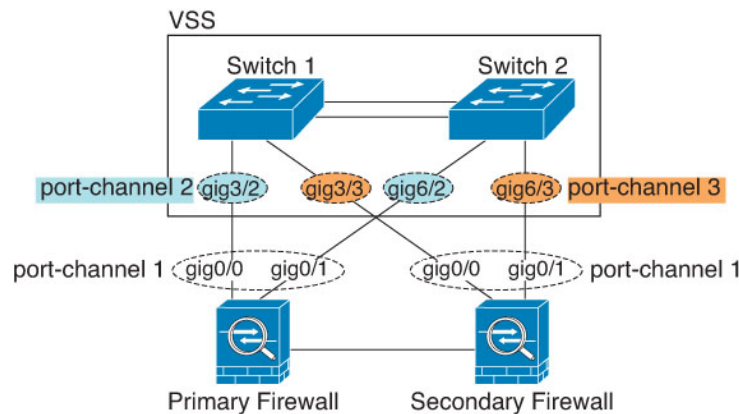 VSS
Switch 1
Switch 2
port-channel 2
gig3/2
gig3/3
gig6/2
gig6/3
port-channel 3
port-channel 1
gig0/0
gig0/1
gig0/0
gig0/1
port-channel 1
Primary Firewall
Secondary Firewall